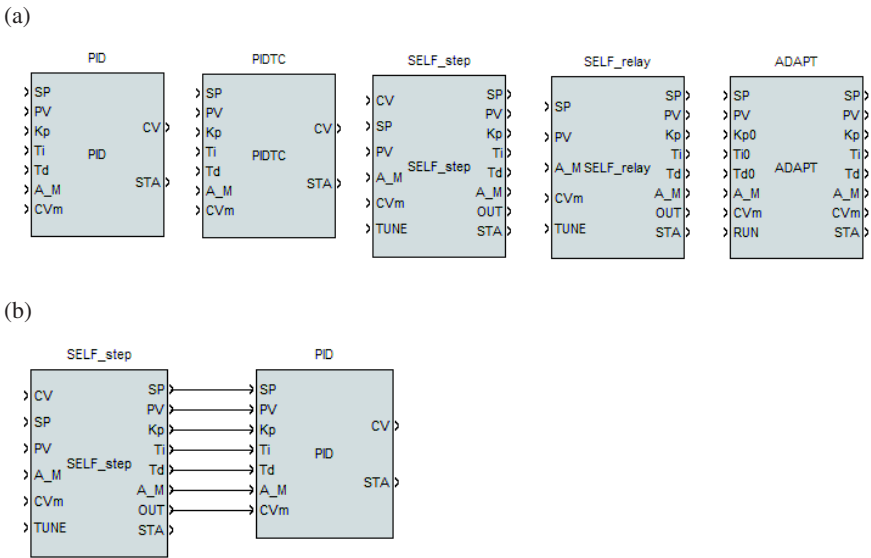 (a)
PID PIDTC SELF_step SELF_relay ADAPT
SP
PV
Kp
Ti
Td
A_M
CVm
PID
CV
STA
SP
PV
Kp
Ti
Td
A_M
CVm
PIDTC
CV
STA
CV
SP
PV
A_M
CVm
TUNE
SELF_step
SP
PV
Kp
Ti
Td
A_M
OUT
STA
SP
PV
A_M
CVm
TUNE
SELF_relay
SP
PV
Kp
Ti
Td
A_M
OUT
STA
SP
PV
Kp0
Ti0
Td0
A_M
CVm
RUN
ADAPT
SP
PV
Kp
Ti
Td
A_M
CVm
STA
(b)
SELF_step PID
CV
SP
PV
A_M
CVm
TUNE
SELF_step
SP
PV
Kp
Ti
Td
A_M
OUT
STA
SP
PV
Kp
Ti
Td
A_M
CVm
PID
CV
STA